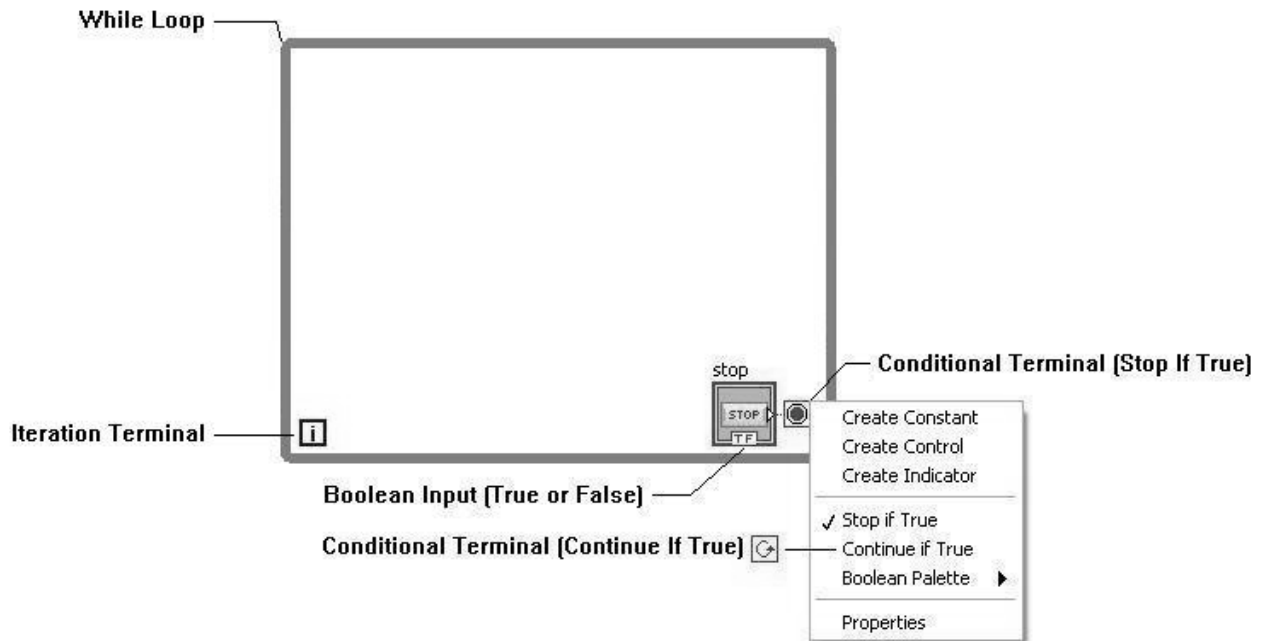 While Loop
stop
Conditional Terminal (Stop If True)
STOP
TF
Iteration Terminal
i
Create Constant
Create Control
Create Indicator
Boolean Input (True or False)
Stop if True
Conditional Terminal (Continue If True)
Continue if True
Boolean Palette
Properties